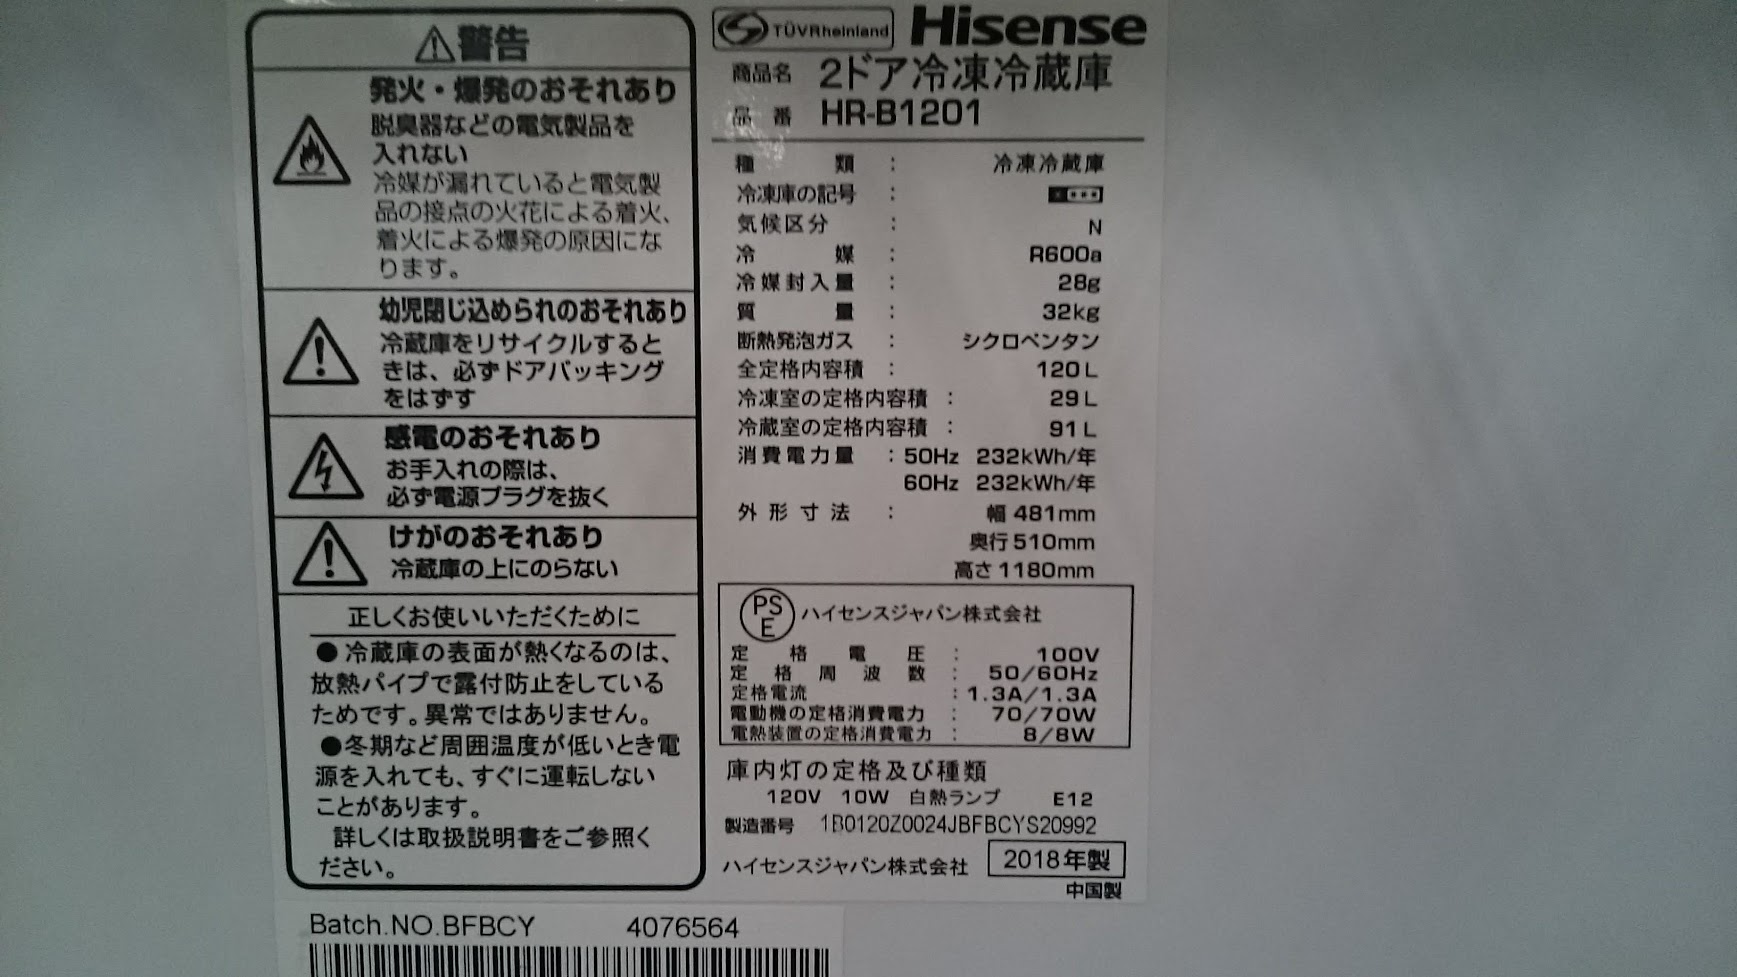 警告
発火・爆発のおそれあり
脱臭器などの電気製品を
入れない
冷媒が漏れていると電気製
品の接点の火花による着火、
着火による爆発の原因にな
ります。
幼児閉じ込められのおそれあり
冷蔵庫をリサイクルすると
きは、必ずドアパッキング
をはずす
感電のおそれあり
お手入れの際は、
必ず電源プラグを抜く
けがのおそれあり
冷蔵庫の上にのらない
正しくお使いいただくために
●冷蔵庫の表面が熱くなるのは、
放熱パイプで露付防止をしている
ためです。異常ではありません。
●冬期など周囲温度が低いとき電
源を入れても、すぐに運転しない
ことがあります。
詳しくは取扱説明書をご参照く
ださい。
TÜVRheinland Hisense
商品名 2ドア冷凍冷蔵庫
品番 HR-B1201
種類 : 冷凍冷蔵庫
冷凍庫の記号 :
気候区分 : N
冷媒 : R600a
冷媒封入量 : 28g
質量 : 32kg
断熱発泡ガス : シクロペンタン
全定格内容積 : 120L
冷凍室の定格内容積 : 29L
冷蔵室の定格内容積 : 91L
消費電力量 : 50Hz 232kWh/年
60Hz 232kWh/年
外形寸法 : 幅 481mm
奥行 510mm
高さ 1180mm
PSE ハイセンスジャパン株式会社
定格電圧 : 100V
定格周波数 : 50/60Hz
定格電流 : 1.3A/1.3A
電動機の定格消費電力 : 70/70W
電熱装置の定格消費電力 : 8/8W
庫内灯の定格及び種類
120V 10W 白熱ランプ E12
製造番号 1B0120Z0024JBFBCYS20992
ハイセンスジャパン株式会社 2018年製
中国製
Batch.NO.BFBCY 4076564